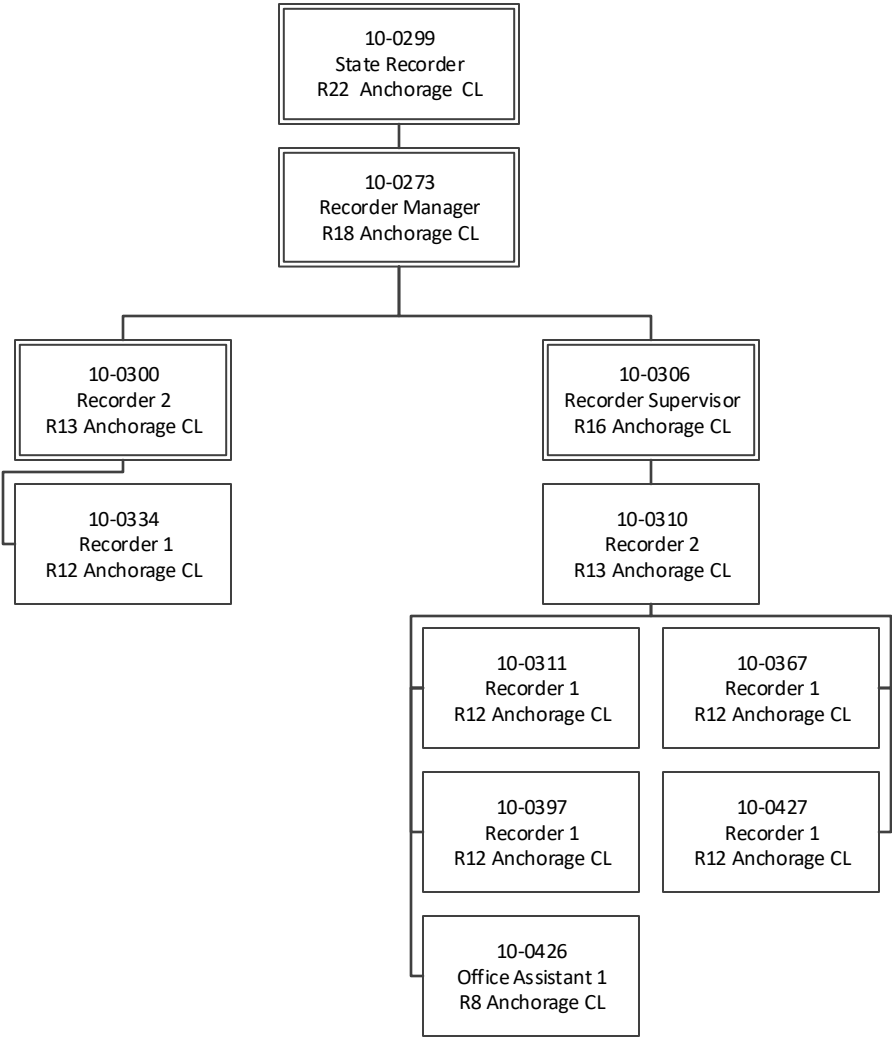 10-0299
State Recorder
R22 Anchorage CL
10-0273
Recorder Manager
R18 Anchorage CL
10-0300
Recorder 2
R13 Anchorage CL
10-0306
Recorder Supervisor
R16 Anchorage CL
10-0334
Recorder 1
R12 Anchorage CL
10-0310
Recorder 2
R13 Anchorage CL
10-0311
Recorder 1
R12 Anchorage CL
10-0367
Recorder 1
R12 Anchorage CL
10-0397
Recorder 1
R12 Anchorage CL
10-0427
Recorder 1
R12 Anchorage CL
10-0426
Office Assistant 1
R8 Anchorage CL